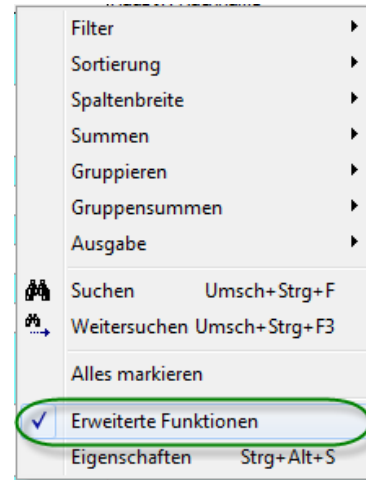 Filter
Sortierung
Spaltenbreite
Summen
Gruppieren
Gruppensummen
Ausgabe
Suchen Umsch+Strg+F
Weitersuchen Umsch+Strg+F3
Alles markieren
Erweiterte Funktionen
Eigenschaften Strg+Alt+S